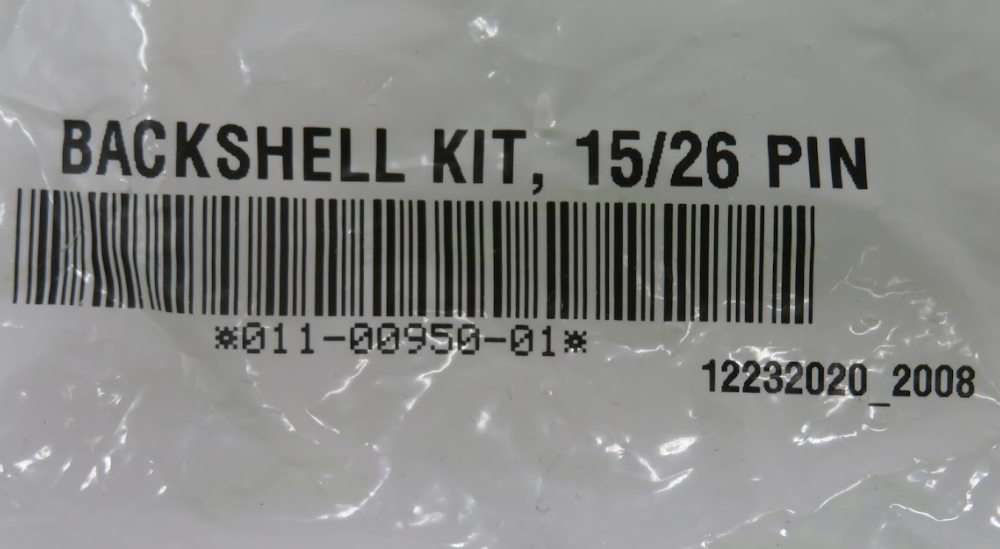 BACKSHELL KIT, 15/26 PIN
*011-00950-01*
12232020_2008